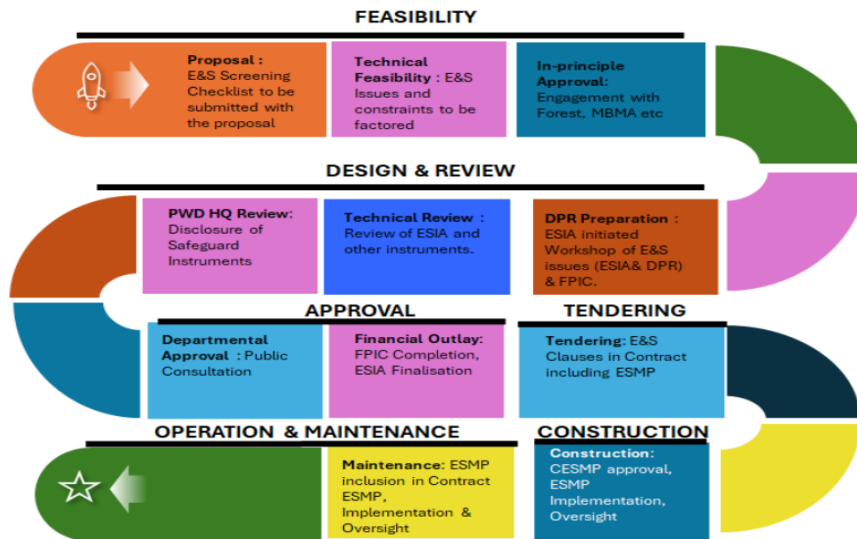 FEASIBILITY
Proposal :
E&S Screening
Checklist to be
submitted with
the proposal
Technical
Feasibility : E&S
Issues and
constraints to be
factored
In-principle
Approval:
Engagement with
Forest, MBMA etc
DESIGN & REVIEW
PWD HQ Review:
Disclosure of
Safeguard
Instruments
Technical Review :
Review of ESIA and
other instruments.
DPR Preparation :
ESIA initiated
Workshop of E&S
issues (ESIA& DPR)
& FPIC.
APPROVAL
TENDERING
Departmental
Approval : Public
Consultation
Financial Outlay:
FPIC Completion,
ESIA Finalisation
Tendering: E&S
Clauses in Contract
including ESMP
OPERATION & MAINTENANCE
CONSTRUCTION
Maintenance: ESMP
inclusion in Contract
ESMP,
Implementation &
Oversight
Construction:
CESMP approval,
ESMP
Implementation,
Oversight